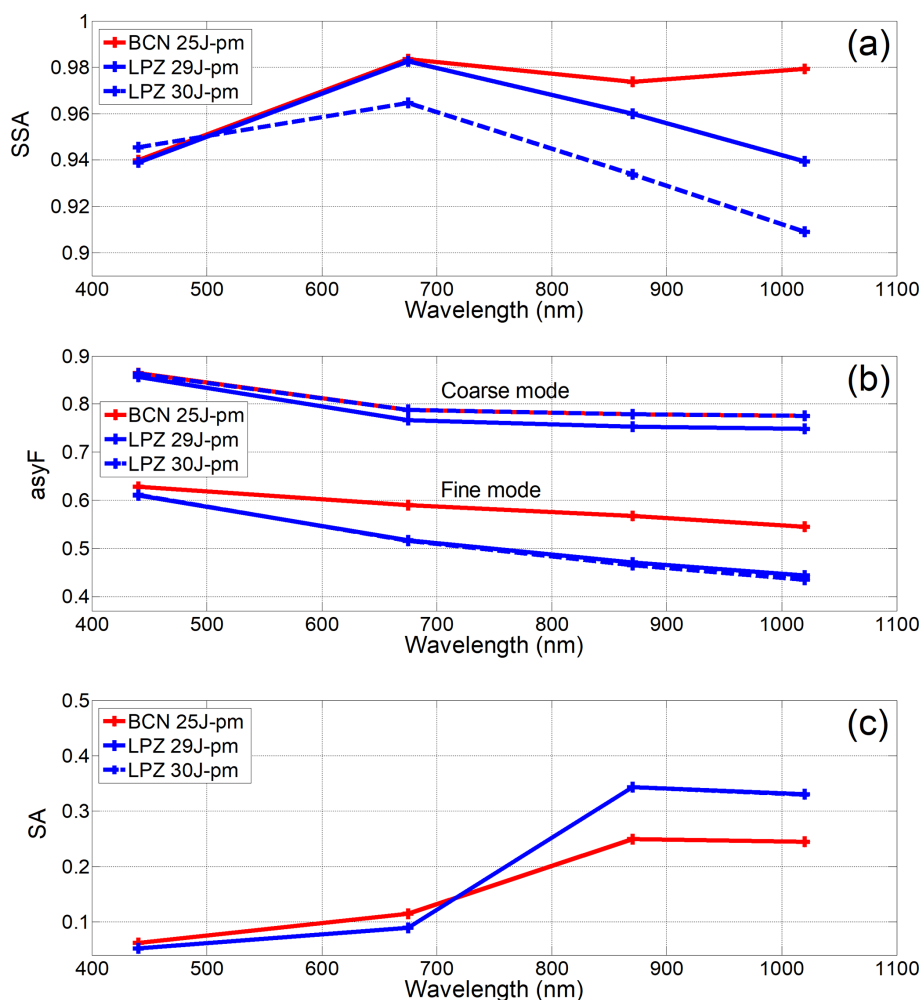 (a)
1
0.98
0.96
0.94
0.92
0.9
SSA
BCN 25J-pm
LPZ 29J-pm
LPZ 30J-pm
400 500 600 700 800 900 1000 1100
Wavelength (nm)
(b)
0.9
0.8
0.7
0.6
0.5
0.4
asyF
Coarse mode
BCN 25J-pm
LPZ 29J-pm
LPZ 30J-pm
Fine mode
400 500 600 700 800 900 1000 1100
Wavelength (nm)
(c)
0.5
0.4
0.3
0.2
0.1
SA
BCN 25J-pm
LPZ 29J-pm
LPZ 30J-pm
400 500 600 700 800 900 1000 1100
Wavelength (nm)